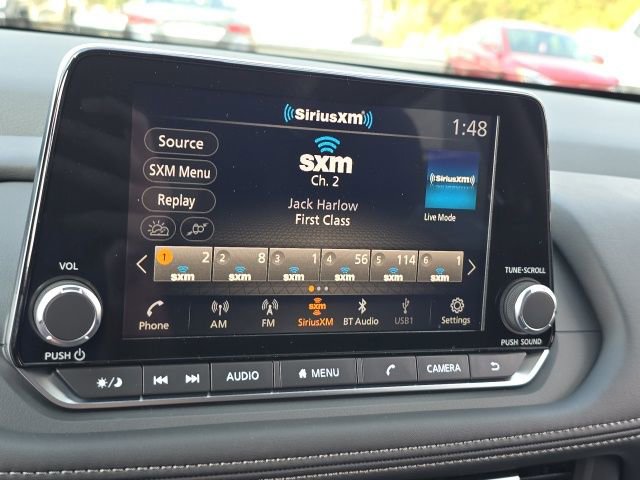 SiriusXM
1:48
Source
SXM Menu
Replay
sxm
Ch. 2
Jack Harlow
First Class
SiriusXM
Live Mode
1 2 2 8 3 1 4 56 5 114 6 1
sxm sxm sxm sxm sxm sxm
Phone AM FM SiriusXM BT Audio USB1 Settings
VOL
PUSH
TUNE•SCROLL
PUSH SOUND
AUDIO MENU CAMERA